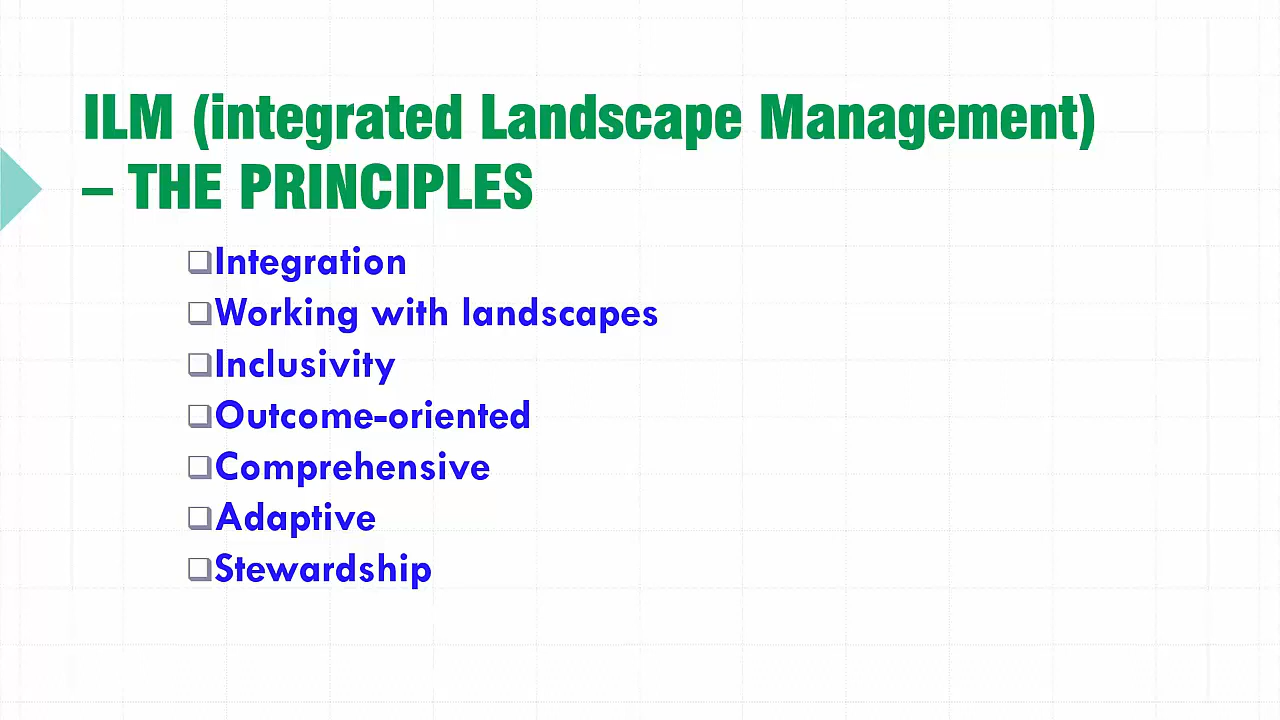 ILM (integrated Landscape Management)
– THE PRINCIPLES
Integration
Working with landscapes
Inclusivity
Outcome-oriented
Comprehensive
Adaptive
Stewardship